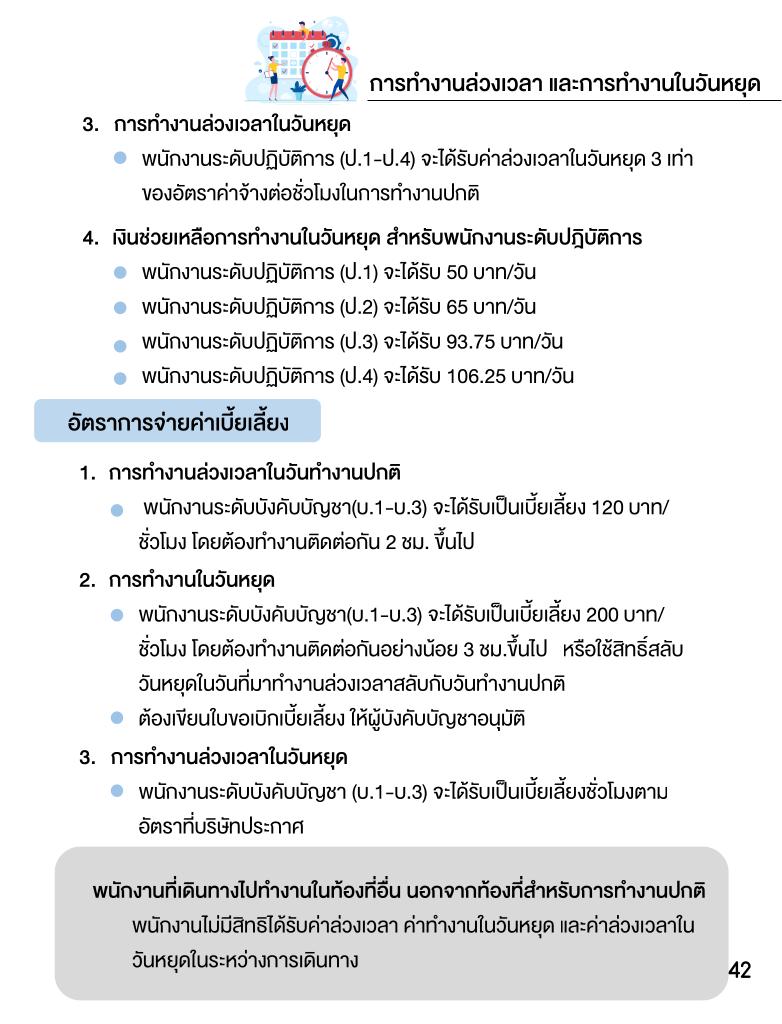 การทำงานล่วงเวลา และการทำงานในวันหยุด
3. การทำงานล่วงเวลาในวันหยุด
พนักงานระดับปฏิบัติการ (ป.1-ป.4) จะได้รับค่าล่วงเวลาในวันหยุด 3 เท่า
ของอัตราค่าจ้างต่อชั่วโมงในการทำงานปกติ
4. เงินช่วยเหลือการทำงานในวันหยุด สำหรับพนักงานระดับปฎิบัติการ
พนักงานระดับปฏิบัติการ (ป.1) จะได้รับ 50 บาท/วัน
พนักงานระดับปฏิบัติการ (ป.2) จะได้รับ 65 บาท/วัน
พนักงานระดับปฏิบัติการ (ป.3) จะได้รับ 93.75 บาท/วัน
พนักงานระดับปฏิบัติการ (ป.4) จะได้รับ 106.25 บาท/วัน
อัตราการจ่ายค่าเบี้ยเลี้ยง
1. การทำงานล่วงเวลาในวันทำงานปกติ
พนักงานระดับบังคับบัญชา(บ.1-บ.3) จะได้รับเป็นเบี้ยเลี้ยง 120 บาท/
ชั่วโมง โดยต้องทำงานติดต่อกัน 2 ชม. ขึ้นไป
2. การทำงานในวันหยุด
พนักงานระดับบังคับบัญชา(บ.1-บ.3) จะได้รับเป็นเบี้ยเลี้ยง 200 บาท/
ชั่วโมง โดยต้องทำงานติดต่อกันอย่างน้อย 3 ชม.ขึ้นไป หรือใช้สิทธิ์สลับ
วันหยุดในวันที่มาทำงานล่วงเวลาสลับกับวันทำงานปกติ
ต้องเขียนใบขอเบิกเบี้ยเลี้ยง ให้ผู้บังคับบัญชาอนุมัติ
3. การทำงานล่วงเวลาในวันหยุด
พนักงานระดับบังคับบัญชา (บ.1-บ.3) จะได้รับเป็นเบี้ยเลี้ยงชั่วโมงตาม
อัตราที่บริษัทประกาศ
พนักงานที่เดินทางไปทำงานในท้องที่อื่น นอกจากท้องที่สำหรับการทำงานปกติ
พนักงานไม่มีสิทธิได้รับค่าล่วงเวลา ค่าทำงานในวันหยุด และค่าล่วงเวลาใน
วันหยุดในระหว่างการเดินทาง
42